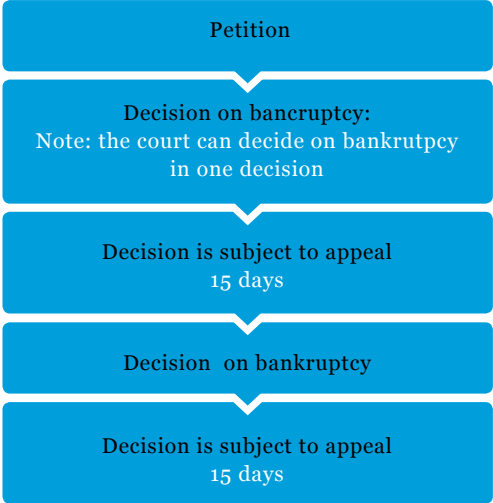 Petition
Decision on bancruptcy:
Note: the court can decide on bankrutpcy
in one decision
Decision is subject to appeal
15 days
Decision  on bankruptcy
Decision is subject to appeal
15 days